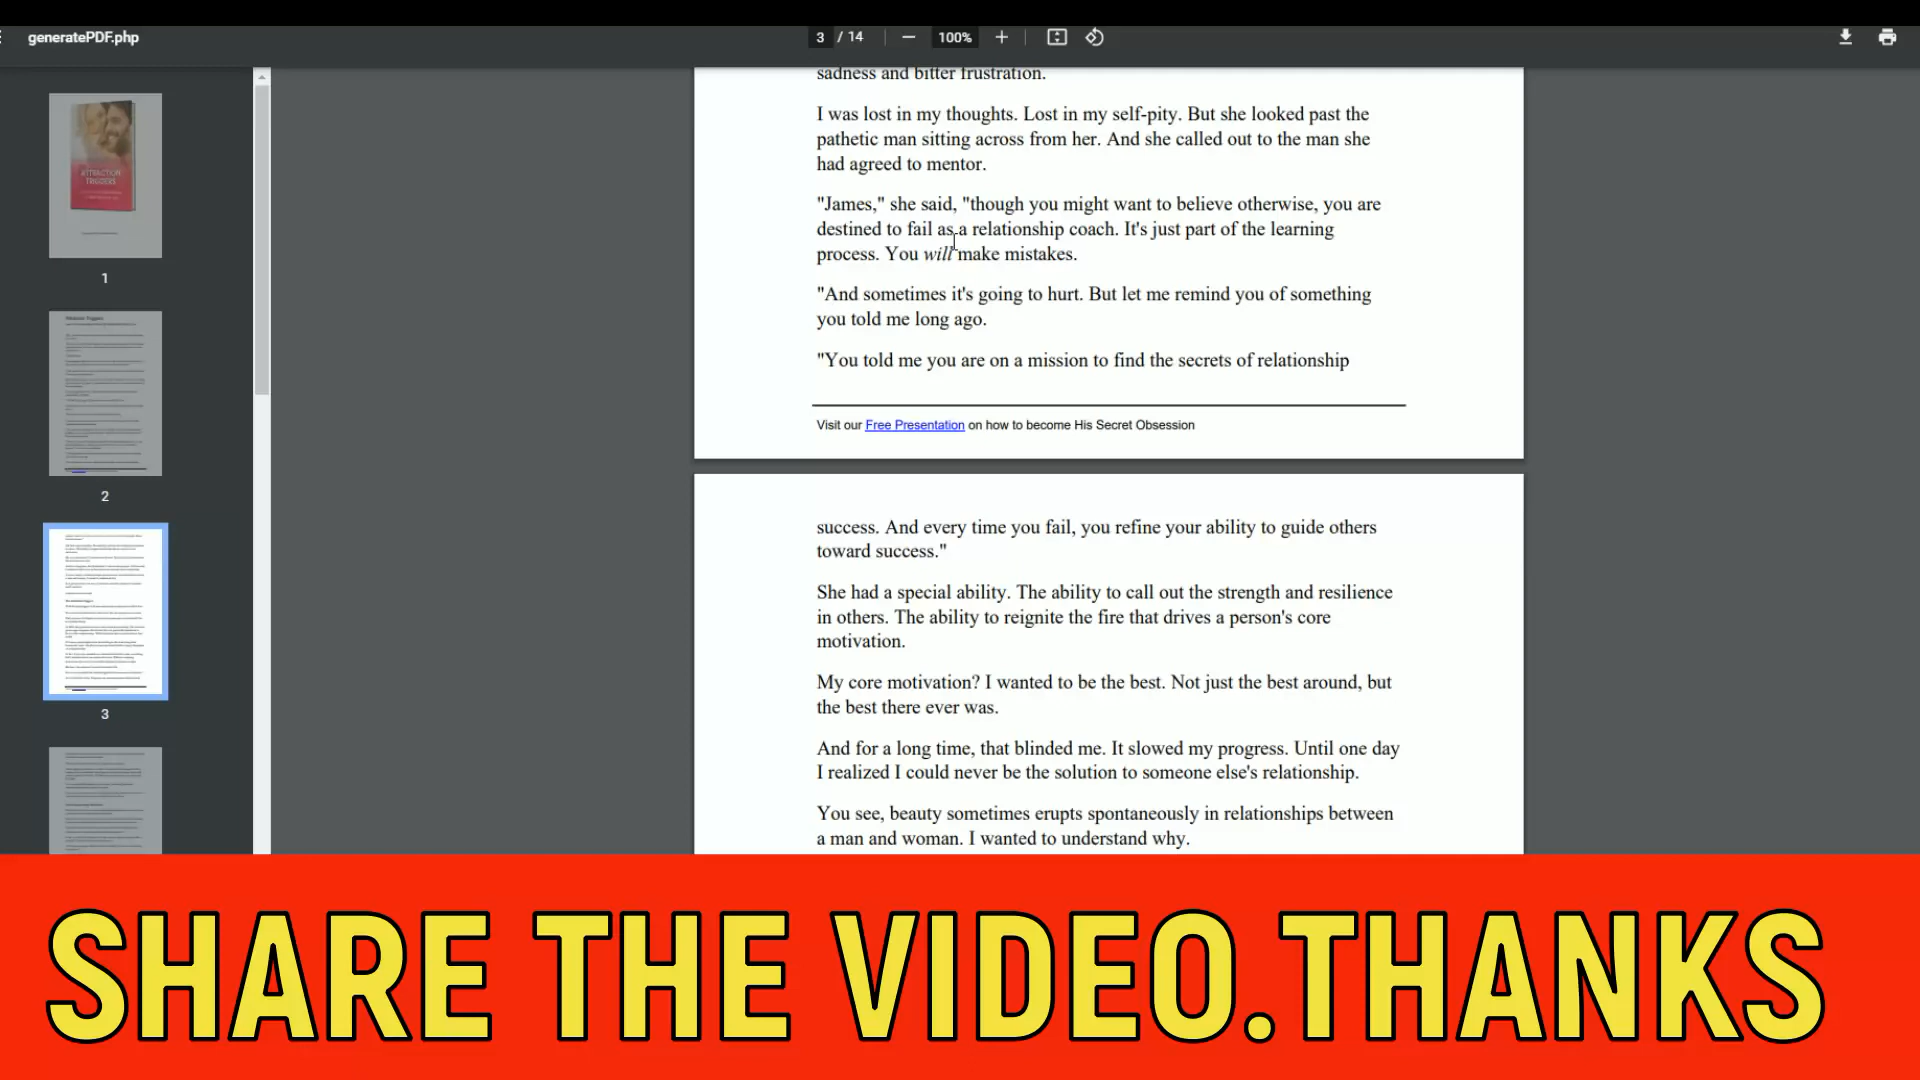 generatePDF.php
3 / 14
100%
ATTRACTION
TRIGGERS
1
2
3
sadness and bitter frustration.
I was lost in my thoughts. Lost in my self-pity. But she looked past the
pathetic man sitting across from her. And she called out to the man she
had agreed to mentor.
"James," she said, "though you might want to believe otherwise, you are
destined to fail as a relationship coach. It's just part of the learning
process. You will make mistakes.
"And sometimes it's going to hurt. But let me remind you of something
you told me long ago.
"You told me you are on a mission to find the secrets of relationship
Visit our Free Presentation on how to become His Secret Obsession
success. And every time you fail, you refine your ability to guide others
toward success."
She had a special ability. The ability to call out the strength and resilience
in others. The ability to reignite the fire that drives a person's core
motivation.
My core motivation? I wanted to be the best. Not just the best around, but
the best there ever was.
And for a long time, that blinded me. It slowed my progress. Until one day
I realized I could never be the solution to someone else's relationship.
You see, beauty sometimes erupts spontaneously in relationships between
a man and woman. I wanted to understand why.
SHARE THE VIDEO.THANKS